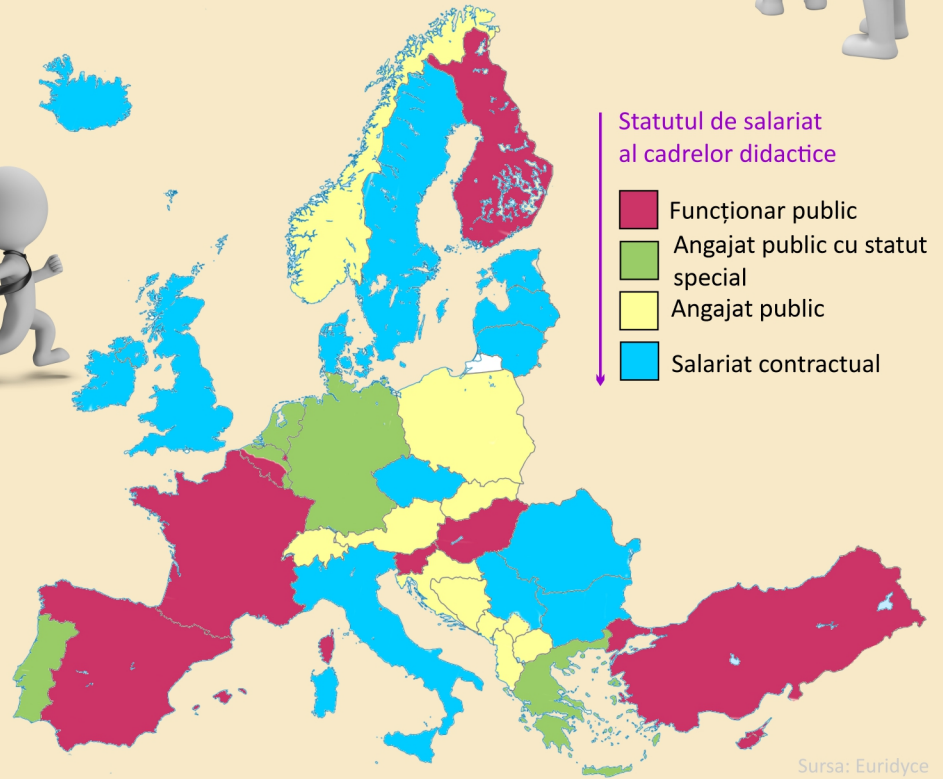 Statutul de salariat
al cadrelor didactice
Funcționar public
Angajat public cu statut
special
Angajat public
Salariat contractual
Sursa: Euridyce